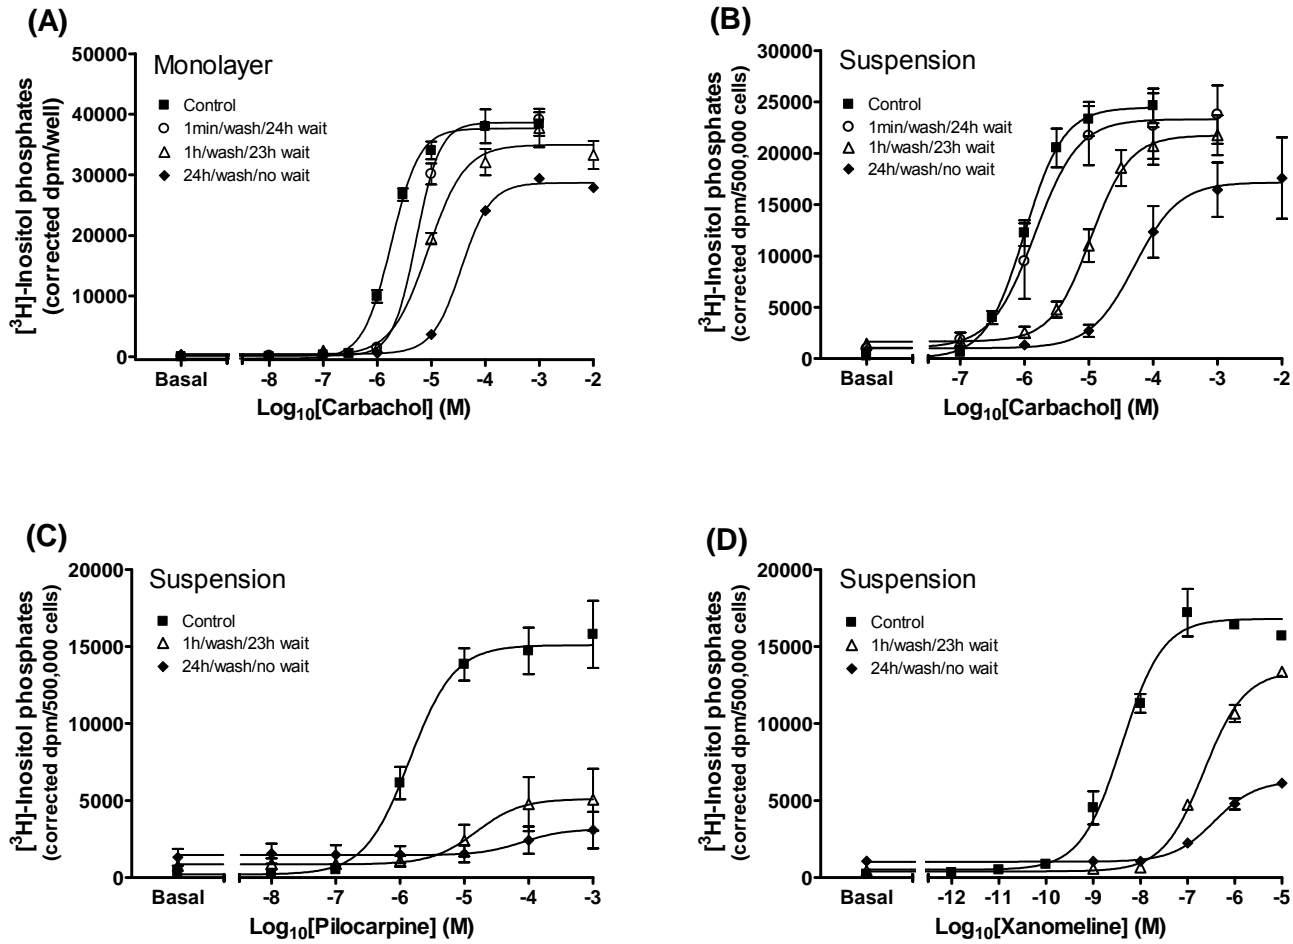 (A)
[³H]-Inositol phosphates
(corrected dpm/well)
50000
40000
30000
20000
10000
0
Monolayer
Control
1min/wash/24h wait
1h/wash/23h wait
24h/wash/no wait
Basal -8 -7 -6 -5 -4 -3 -2
Log₁₀[Carbachol] (M)
(B)
[³H]-Inositol phosphates
(corrected dpm/500,000 cells)
30000
25000
20000
15000
10000
5000
0
Suspension
Control
1min/wash/24h wait
1h/wash/23h wait
24h/wash/no wait
Basal -7 -6 -5 -4 -3 -2
Log₁₀[Carbachol] (M)
(C)
[³H]-Inositol phosphates
(corrected dpm/500,000 cells)
20000
15000
10000
5000
0
Suspension
Control
1h/wash/23h wait
24h/wash/no wait
Basal -8 -7 -6 -5 -4 -3
Log₁₀[Pilocarpine] (M)
(D)
[³H]-Inositol phosphates
(corrected dpm/500,000 cells)
20000
15000
10000
5000
0
Suspension
Control
1h/wash/23h wait
24h/wash/no wait
Basal -12 -11 -10 -9 -8 -7 -6 -5
Log₁₀[Xanomeline] (M)